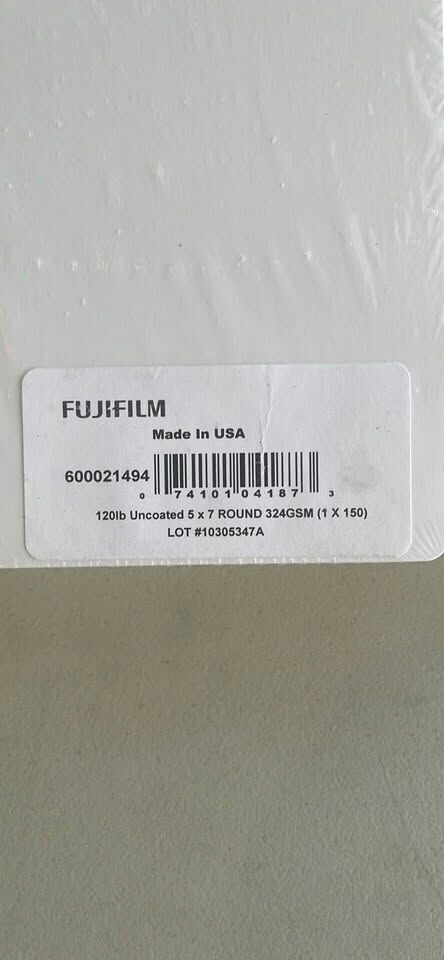 FUJIFILM
Made In USA
600021494
0 74101 04187 3
120lb Uncoated 5 x 7 ROUND 324GSM (1 X 150)
LOT #10305347A